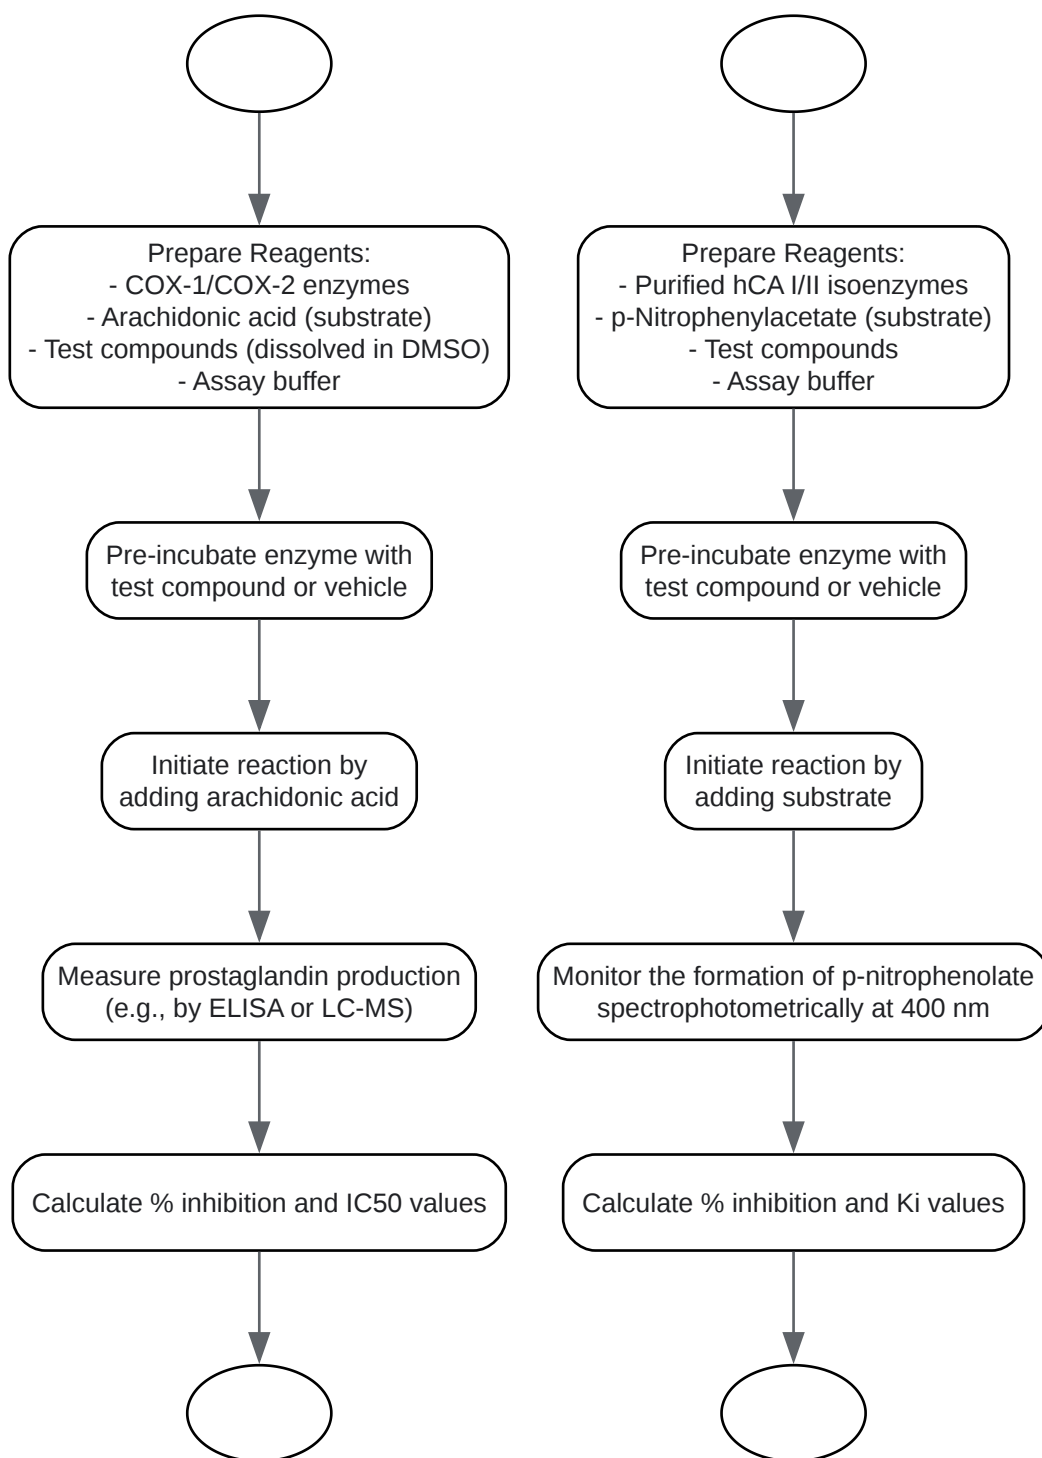 Prepare Reagents:
- COX-1/COX-2 enzymes
- Arachidonic acid (substrate)
- Test compounds (dissolved in DMSO)
- Assay buffer
Pre-incubate enzyme with
test compound or vehicle
Initiate reaction by
adding arachidonic acid
Measure prostaglandin production
(e.g., by ELISA or LC-MS)
Calculate % inhibition and IC50 values
Prepare Reagents:
- Purified hCA I/II isoenzymes
- p-Nitrophenylacetate (substrate)
- Test compounds
- Assay buffer
Pre-incubate enzyme with
test compound or vehicle
Initiate reaction by
adding substrate
Monitor the formation of p-nitrophenolate
spectrophotometrically at 400 nm
Calculate % inhibition and Ki values